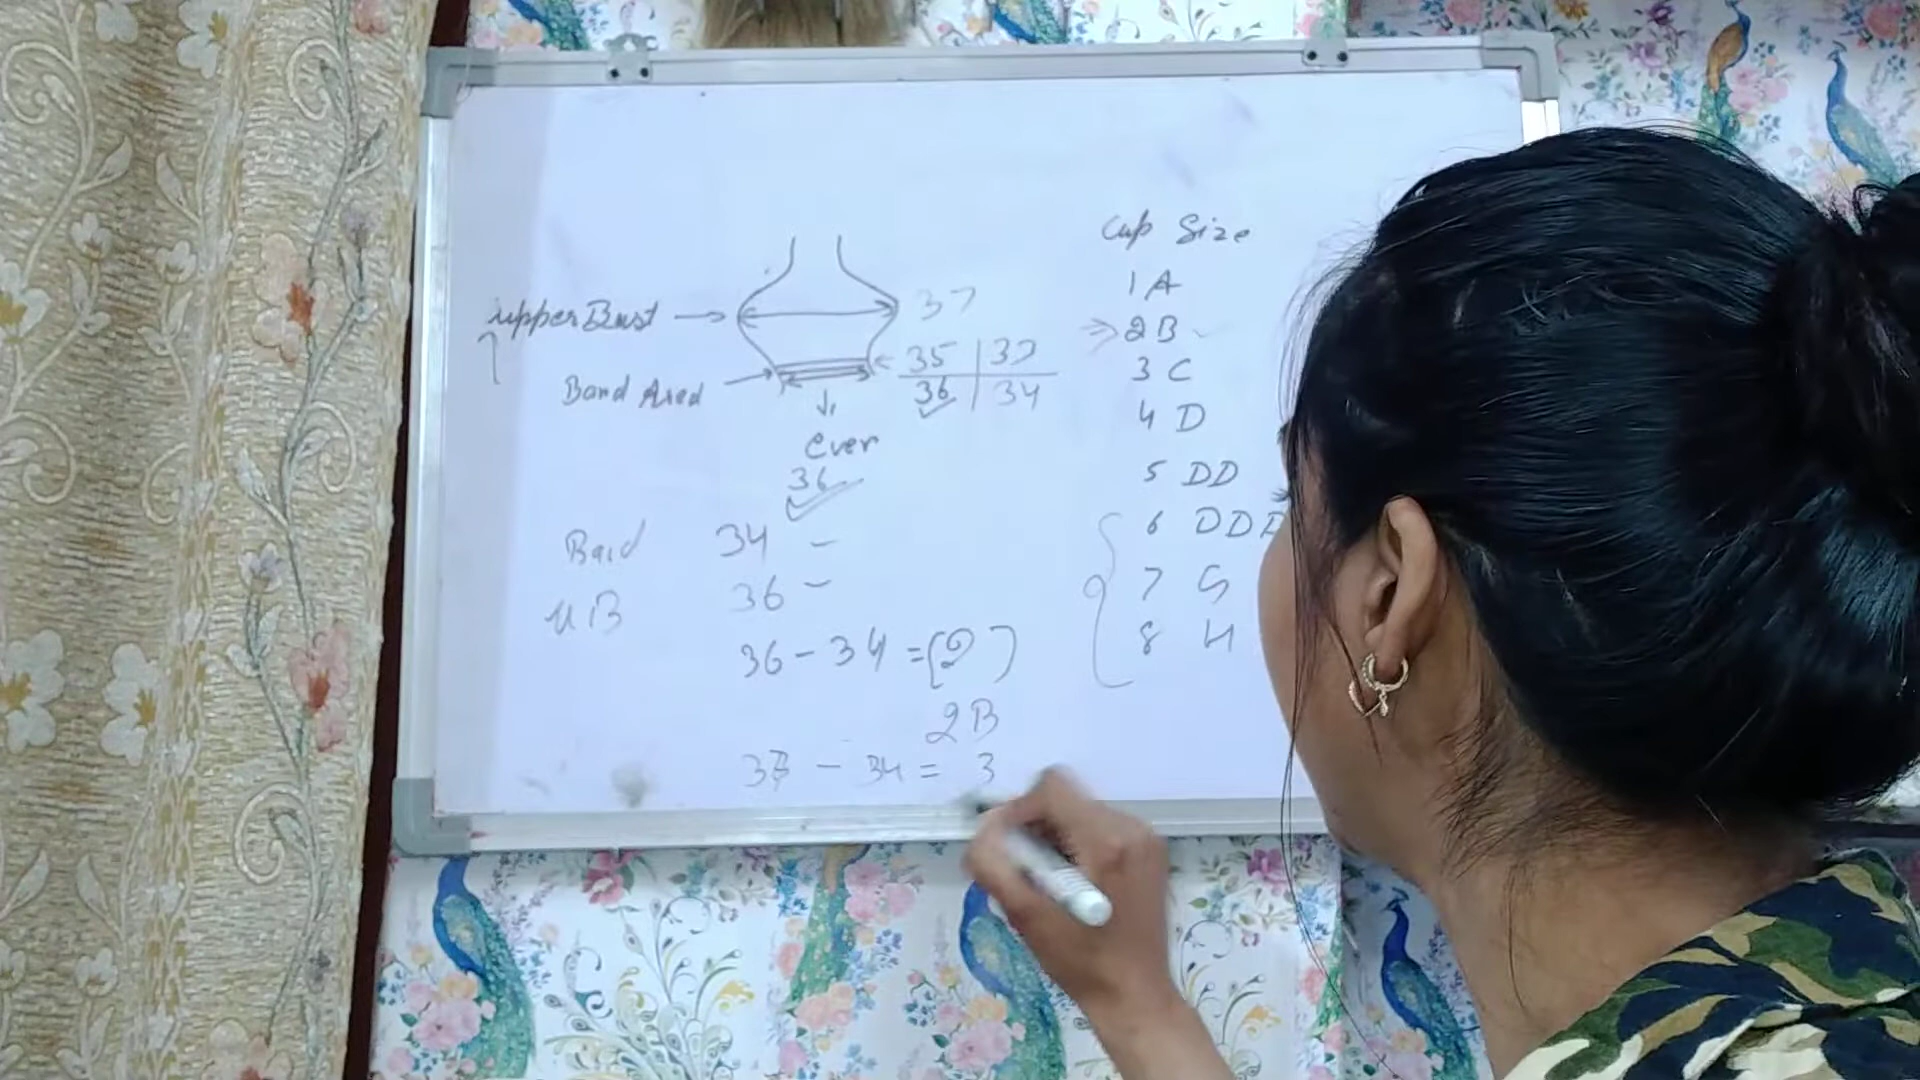 Cup Size
1 A
2 B
3 C
4 D
5 DD
6 DDD
7 G
8 H
upper Bust → 37
35 | 37
36 | 34
Band Area
Even
36
Band 34 -
UB 36 -
36 - 34 = (2)
2B
37 - 34 = 3